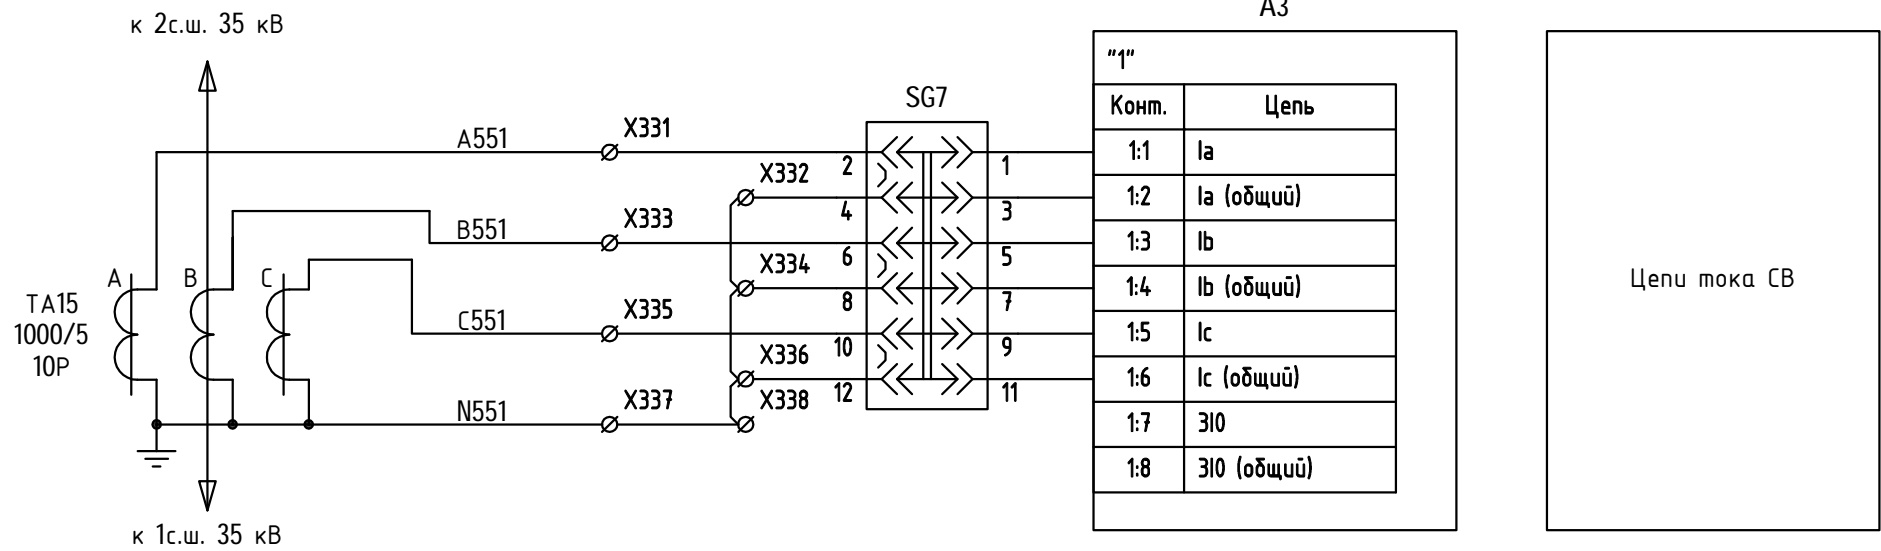 к 2с.ш. 35 кВ
A3
"1"
SG7
Конт. Цепь
A551 X331 2 1 1:1 Ia
X332 4 3 1:2 Ia (общий)
B551 X333 6 5 1:3 Ib
A B C X334 8 7 1:4 Ib (общий)
Цепи тока СВ
TA15
1000/5
10P
C551 X335 10 9 1:5 Ic
X336 12 11 1:6 Ic (общий)
N551 X337 X338 1:7 3I0
1:8 3I0 (общий)
к 1с.ш. 35 кВ